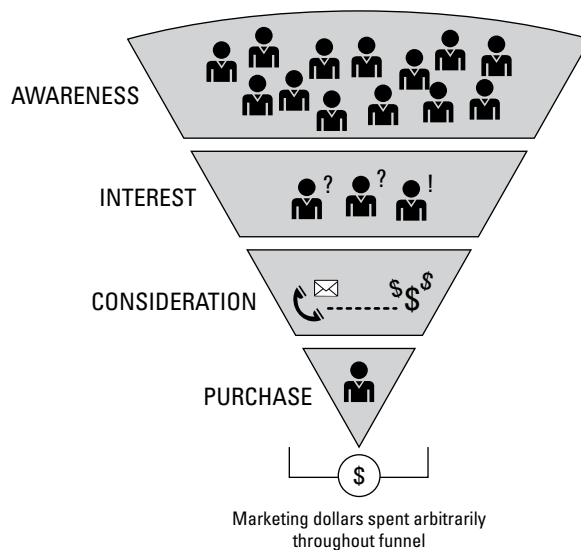 AWARENESS
? ? !
INTEREST
$ $ $
CONSIDERATION
PURCHASE
$
Marketing dollars spent arbitrarily
throughout funnel